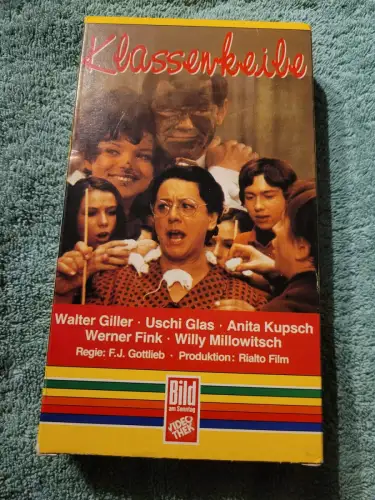 Klassenkeile
Walter Giller · Uschi Glas · Anita Kupsch
Werner Fink · Willy Millowitsch
Regie: F.J. Gottlieb · Produktion: Rialto Film
Bild
am Sonntag
VIDEO
THEK